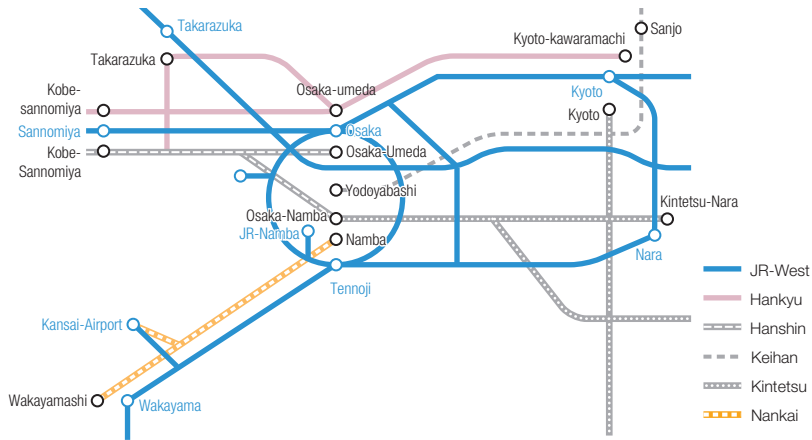 Takarazuka
Sanjo
Kyoto-kawaramachi
Takarazuka
Kobe-
sannomiya
Osaka-umeda
Kyoto
Kyoto
Sannomiya
Osaka
Kobe-
Sannomiya
Osaka-Umeda
Yodoyabashi
Kintetsu-Nara
Osaka-Namba
JR-Namba
Namba
Nara
Tennoji
Kansai-Airport
Wakayamashi
Wakayama
JR-West
Hankyu
Hanshin
Keihan
Kintetsu
Nankai